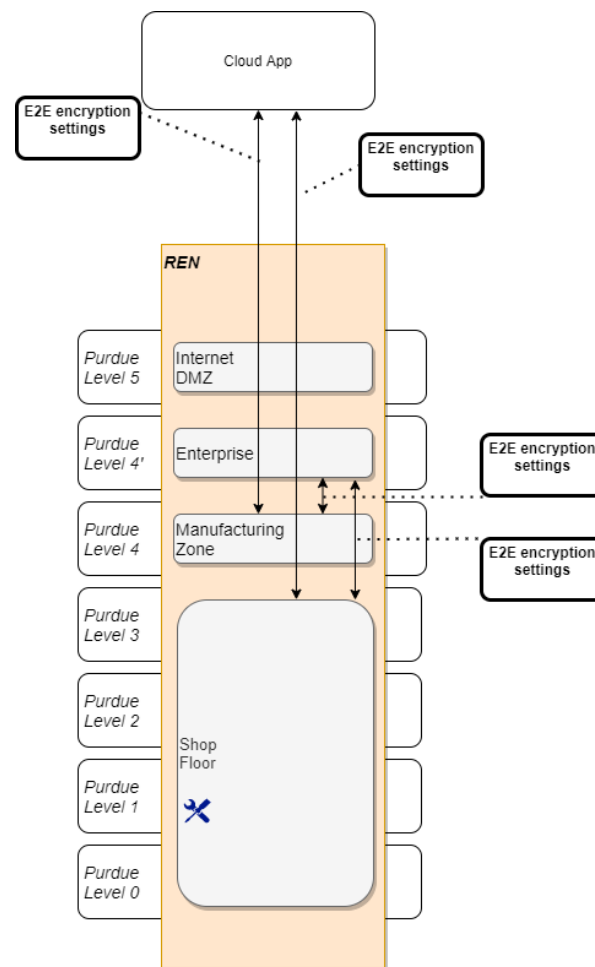 Cloud App
E2E encryption
settings
E2E encryption
settings
REN
Purdue
Level 5
Internet
DMZ
Purdue
Level 4'
Enterprise
E2E encryption
settings
Purdue
Level 4
Manufacturing
Zone
E2E encryption
settings
Purdue
Level 3
Purdue
Level 2
Shop
Floor
Purdue
Level 1
Purdue
Level 0